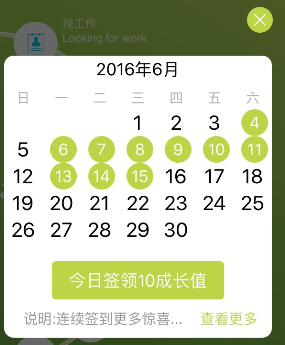 找工作
Looking for work
2016年6月
日 一 二 三 四 五 六
1 2 3 4
5 6 7 8 9 10 11
12 13 14 15 16 17 18
19 20 21 22 23 24 25
26 27 28 29 30
今日签领10成长值
说明:连续签到更多惊喜... 查看更多